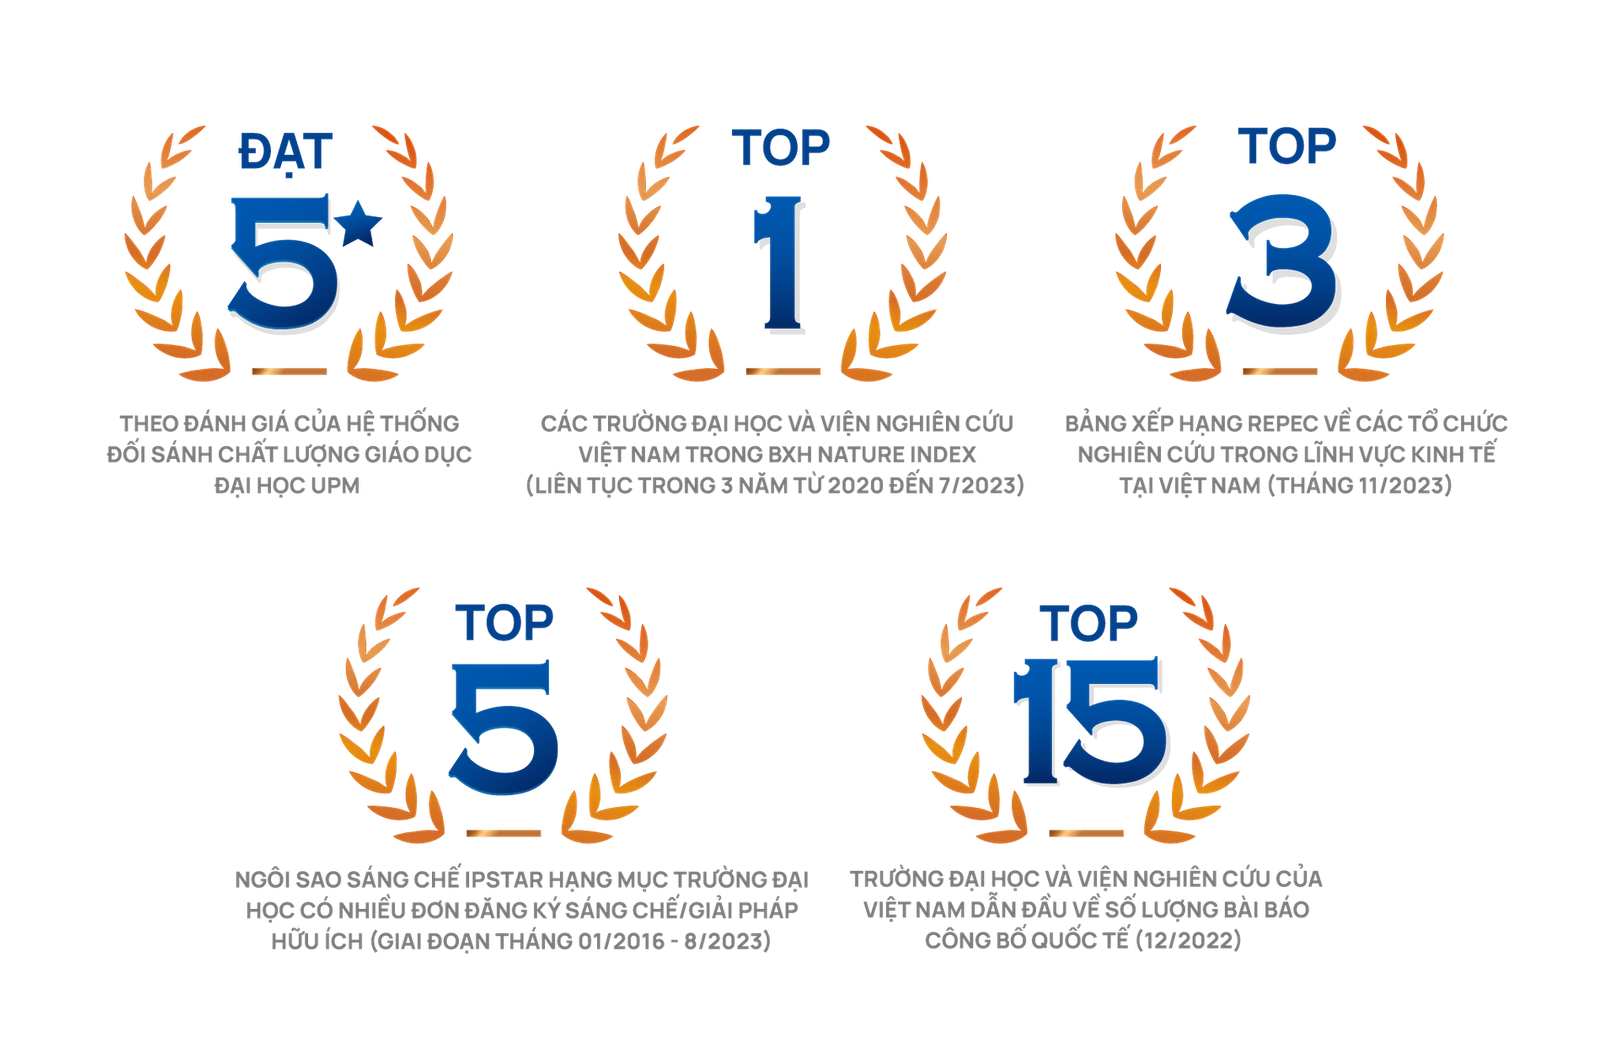 ĐẠT
5
THEO ĐÁNH GIÁ CỦA HỆ THỐNG
ĐỐI SÁNH CHẤT LƯỢNG GIÁO DỤC
ĐẠI HỌC UPM
TOP
1
CÁC TRƯỜNG ĐẠI HỌC VÀ VIỆN NGHIÊN CỨU
VIỆT NAM TRONG BXH NATURE INDEX
(LIÊN TỤC TRONG 3 NĂM TỪ 2020 ĐẾN 7/2023)
TOP
3
BẢNG XẾP HẠNG REPEC VỀ CÁC TỔ CHỨC
NGHIÊN CỨU TRONG LĨNH VỰC KINH TẾ
TẠI VIỆT NAM (THÁNG 11/2023)
TOP
5
NGÔI SAO SÁNG CHẾ IPSTAR HẠNG MỤC TRƯỜNG ĐẠI
HỌC CÓ NHIỀU ĐƠN ĐĂNG KÝ SÁNG CHẾ/GIẢI PHÁP
HỮU ÍCH (GIAI ĐOẠN THÁNG 01/2016 - 8/2023)
TOP
15
TRƯỜNG ĐẠI HỌC VÀ VIỆN NGHIÊN CỨU CỦA
VIỆT NAM DẪN ĐẦU VỀ SỐ LƯỢNG BÀI BÁO
CÔNG BỐ QUỐC TẾ (12/2022)